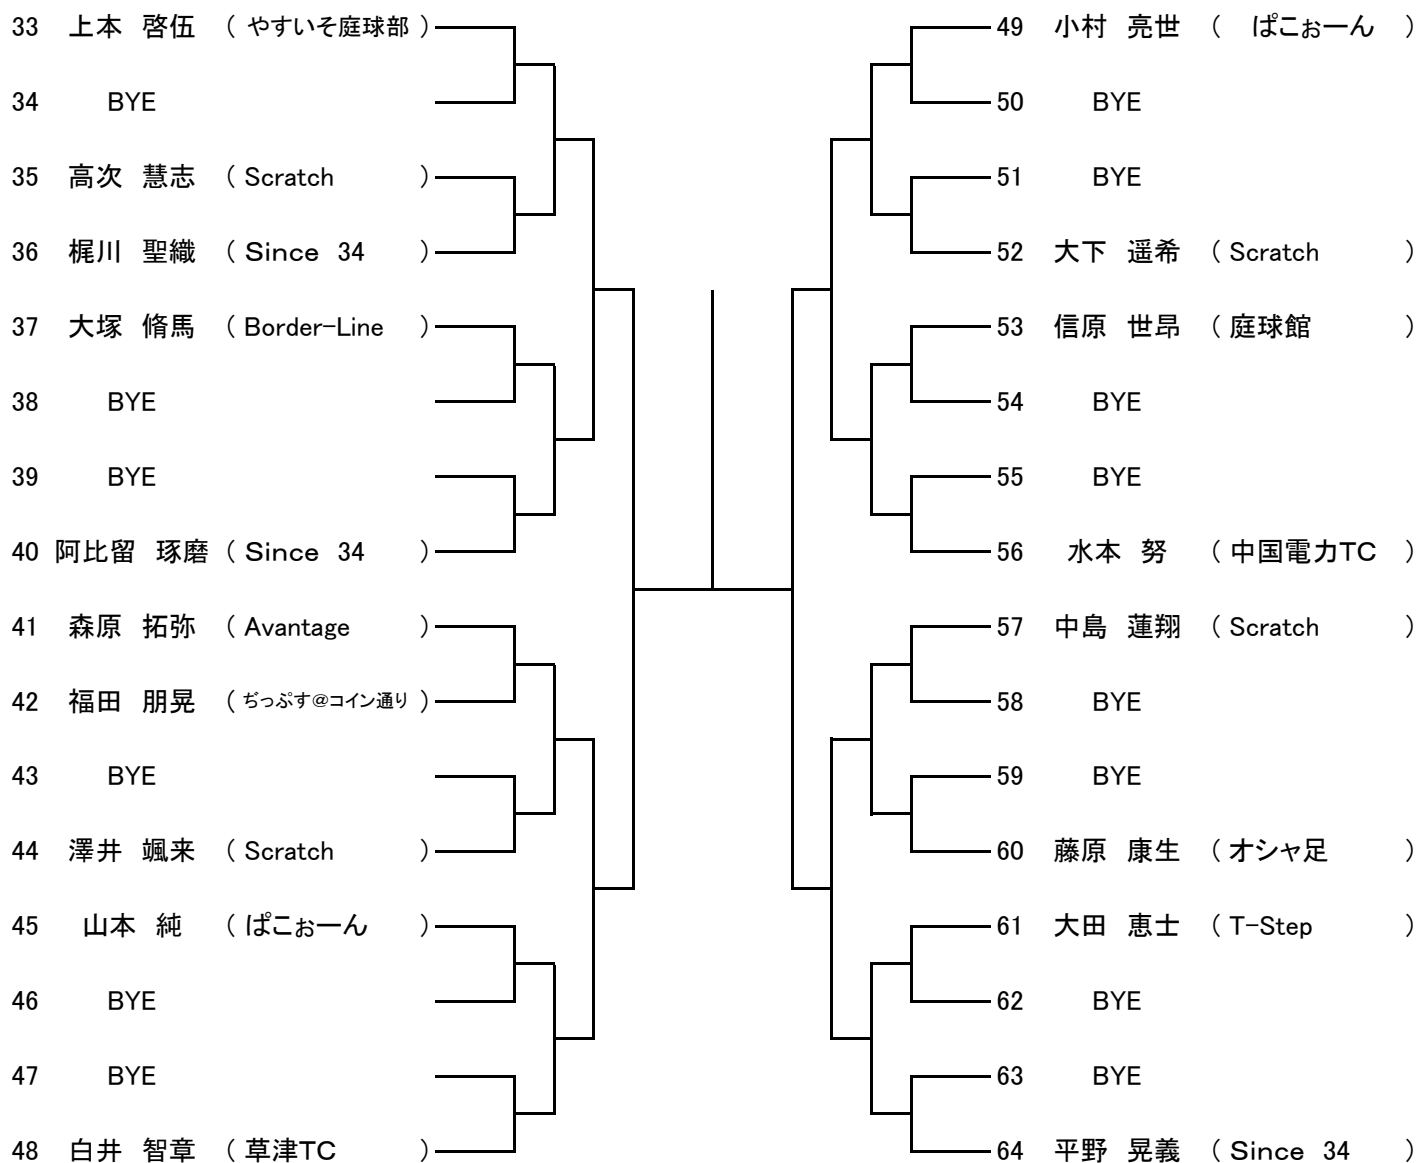 33 上本 啓伍 （ やすいそ庭球部 ）
34 BYE
35 高次 慧志 （ Scratch ）
36 梶川 聖織 （ Since 34 ）
37 大塚 脩馬 （ Border-Line ）
38 BYE
39 BYE
40 阿比留 琢磨 （ Since 34 ）
41 森原 拓弥 （ Avantage ）
42 福田 朋晃 （ ぢっぷす@コイン通り ）
43 BYE
44 澤井 颯来 （ Scratch ）
45 山本 純 （ ぱこぉーん ）
46 BYE
47 BYE
48 白井 智章 （ 草津TC ）
49 小村 亮世 （ ぱこぉーん ）
50 BYE
51 BYE
52 大下 遥希 （ Scratch ）
53 信原 世昂 （ 庭球館 ）
54 BYE
55 BYE
56 水本 努 （ 中国電力TC ）
57 中島 蓮翔 （ Scratch ）
58 BYE
59 BYE
60 藤原 康生 （ オシャ足 ）
61 大田 恵士 （ T-Step ）
62 BYE
63 BYE
64 平野 晃義 （ Since 34 ）